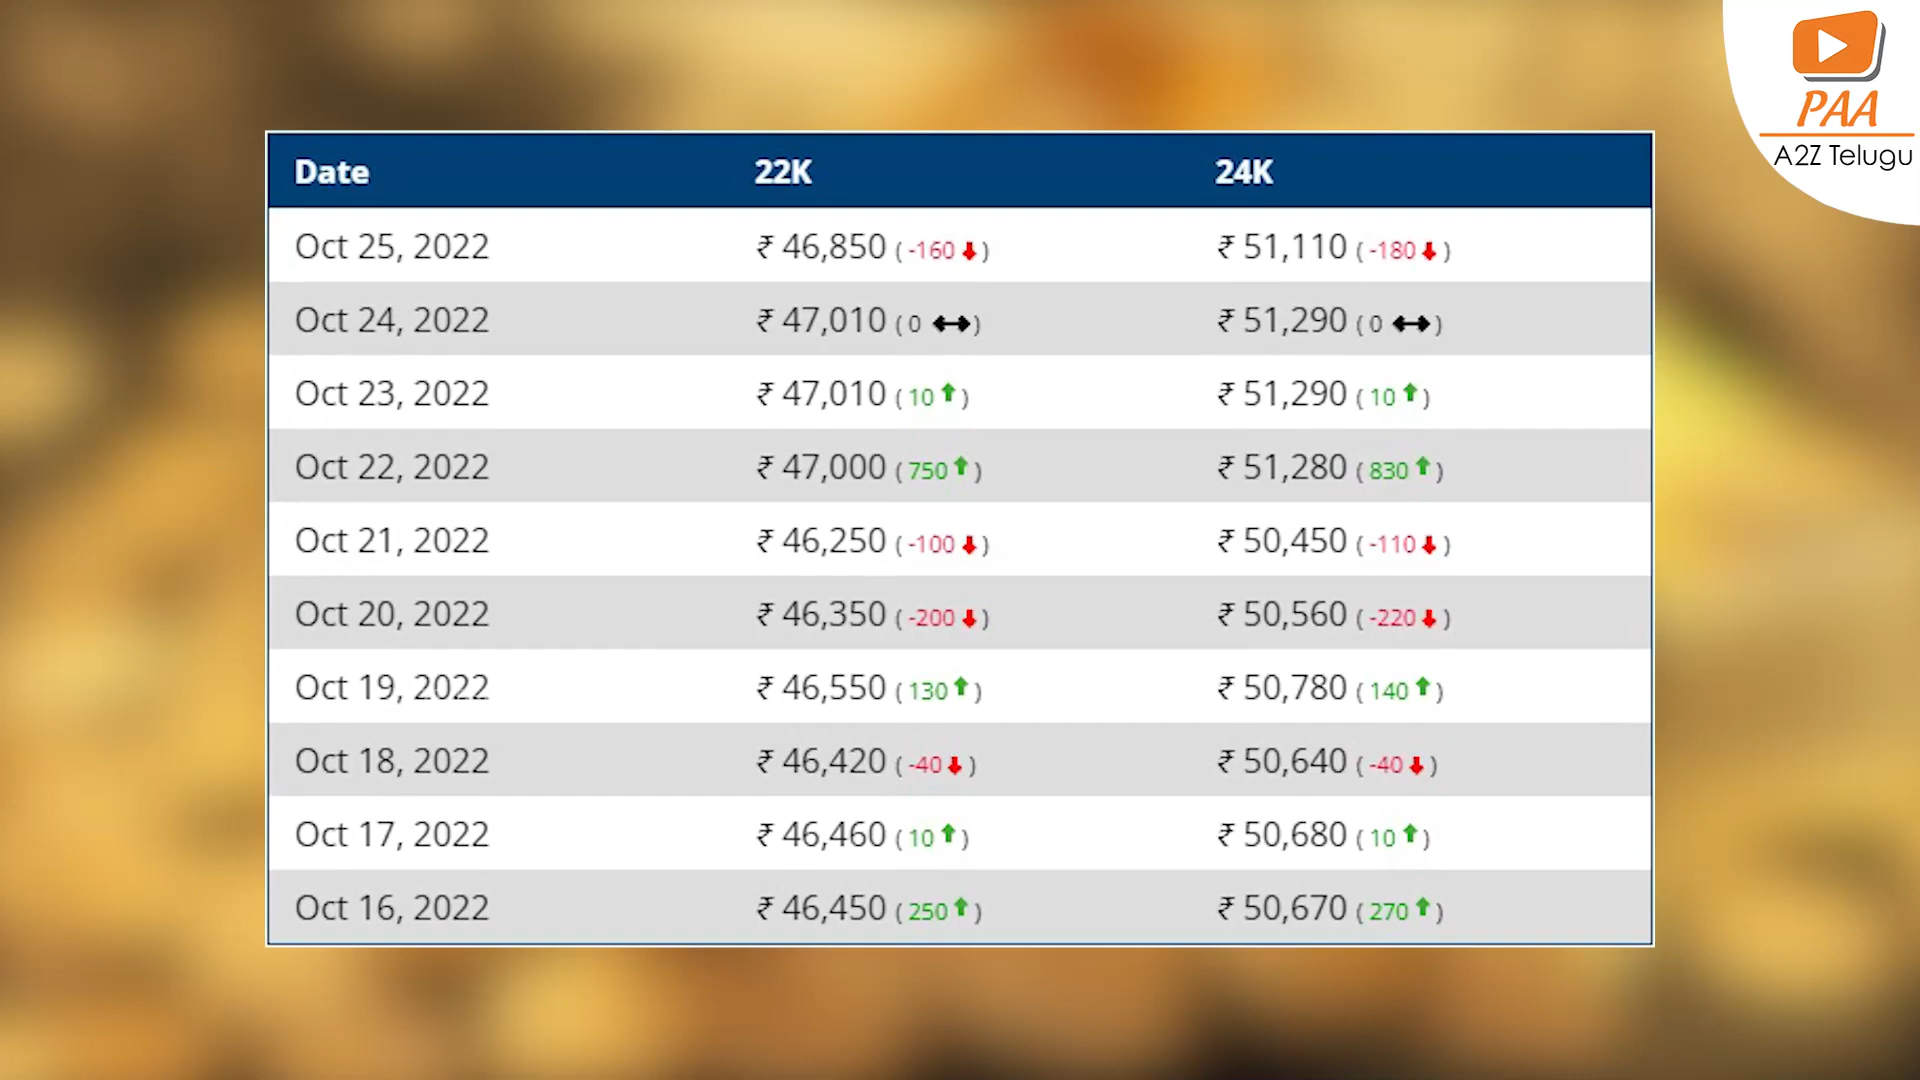 PAA
A2Z Telugu
Date 22K 24K
Oct 25, 2022 ₹ 46,850 ( -160 ⬇ ) ₹ 51,110 ( -180 ⬇ )
Oct 24, 2022 ₹ 47,010 ( 0 ↔ ) ₹ 51,290 ( 0 ↔ )
Oct 23, 2022 ₹ 47,010 ( 10 ⬆ ) ₹ 51,290 ( 10 ⬆ )
Oct 22, 2022 ₹ 47,000 ( 750 ⬆ ) ₹ 51,280 ( 830 ⬆ )
Oct 21, 2022 ₹ 46,250 ( -100 ⬇ ) ₹ 50,450 ( -110 ⬇ )
Oct 20, 2022 ₹ 46,350 ( -200 ⬇ ) ₹ 50,560 ( -220 ⬇ )
Oct 19, 2022 ₹ 46,550 ( 130 ⬆ ) ₹ 50,780 ( 140 ⬆ )
Oct 18, 2022 ₹ 46,420 ( -40 ⬇ ) ₹ 50,640 ( -40 ⬇ )
Oct 17, 2022 ₹ 46,460 ( 10 ⬆ ) ₹ 50,680 ( 10 ⬆ )
Oct 16, 2022 ₹ 46,450 ( 250 ⬆ ) ₹ 50,670 ( 270 ⬆ )